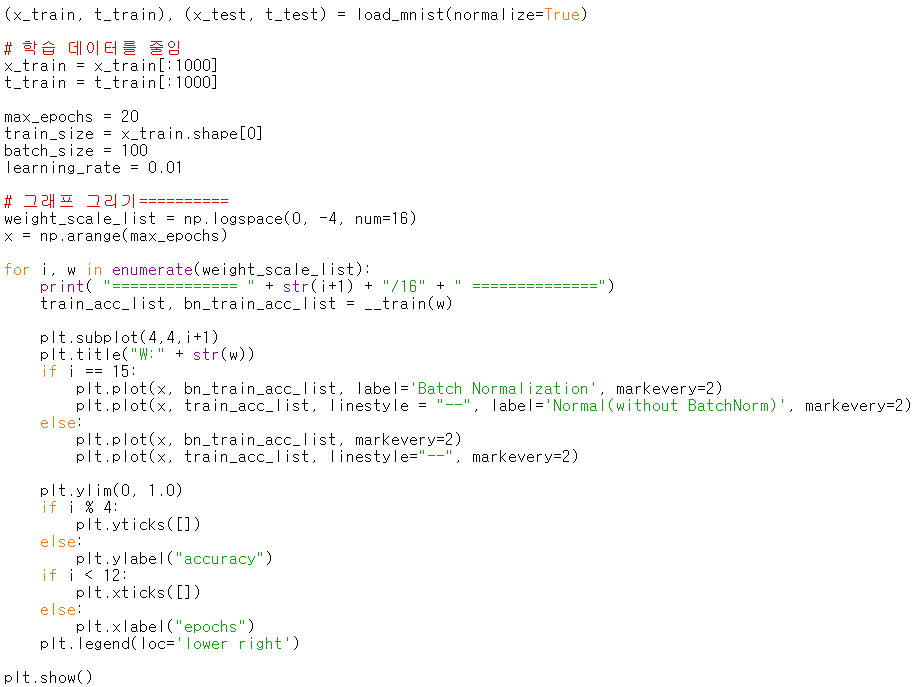 (x_train, t_train), (x_test, t_test) = load_mnist(normalize=True)
# 학습 데이터를 줄임
x_train = x_train[:1000]
t_train = t_train[:1000]
max_epochs = 20
train_size = x_train.shape[0]
batch_size = 100
learning_rate = 0.01
# 그래프 그리기==========
weight_scale_list = np.logspace(0, -4, num=16)
x = np.arange(max_epochs)
for i, w in enumerate(weight_scale_list):
    print( "============== " + str(i+1) + "/16" + " ==============")
    train_acc_list, bn_train_acc_list = __train(w)
    plt.subplot(4,4,i+1)
    plt.title("W:" + str(w))
    if i == 15:
        plt.plot(x, bn_train_acc_list, label='Batch Normalization', markevery=2)
        plt.plot(x, train_acc_list, linestyle = "--", label='Normal(without BatchNorm)', markevery=2)
    else:
        plt.plot(x, bn_train_acc_list, markevery=2)
        plt.plot(x, train_acc_list, linestyle="--", markevery=2)
    plt.ylim(0, 1.0)
    if i % 4:
        plt.yticks([])
    else:
        plt.ylabel("accuracy")
    if i < 12:
        plt.xticks([])
    else:
        plt.xlabel("epochs")
    plt.legend(loc='lower right')
plt.show()